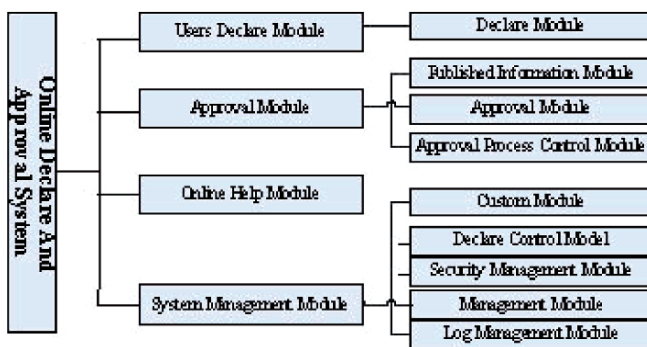 Online Declare And
Approval System
Users Declare Module
Declare Module
Approval Module
Published Information Module
Approval Module
Approval Process Control Module
Online Help Module
System Management Module
Custom Module
Declare Control Model
Security Management Module
Management Module
Log Management Module